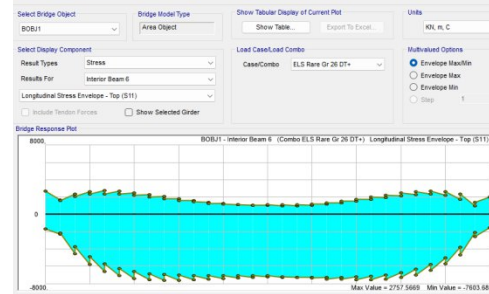 Select Bridge Object
BOBJ1
Bridge Model Type
Area Object
Show Tabular Display of Current Plot
Show Table...
Export To Excel...
Units
KN, m, C
Select Display Component
Result Types
Stress
Results For
Interior Beam 6
Longitudinal Stress Envelope - Top (S11)
Include Tendon Forces
Show Selected Girder
Load Case/Load Combo
Case/Combo
ELS Rare Gr 26 DT+
Multivalued Options
Envelope Max/Min
Envelope Max
Envelope Min
Step
1
Bridge Response Plot
BOBJ1 - Interior Beam 6 (Combo ELS Rare Gr 26 DT+) Longitudinal Stress Envelope - Top (S11)
8000.
0
-8000.
Max Value = 2757.5669 Min Value = -7603.68